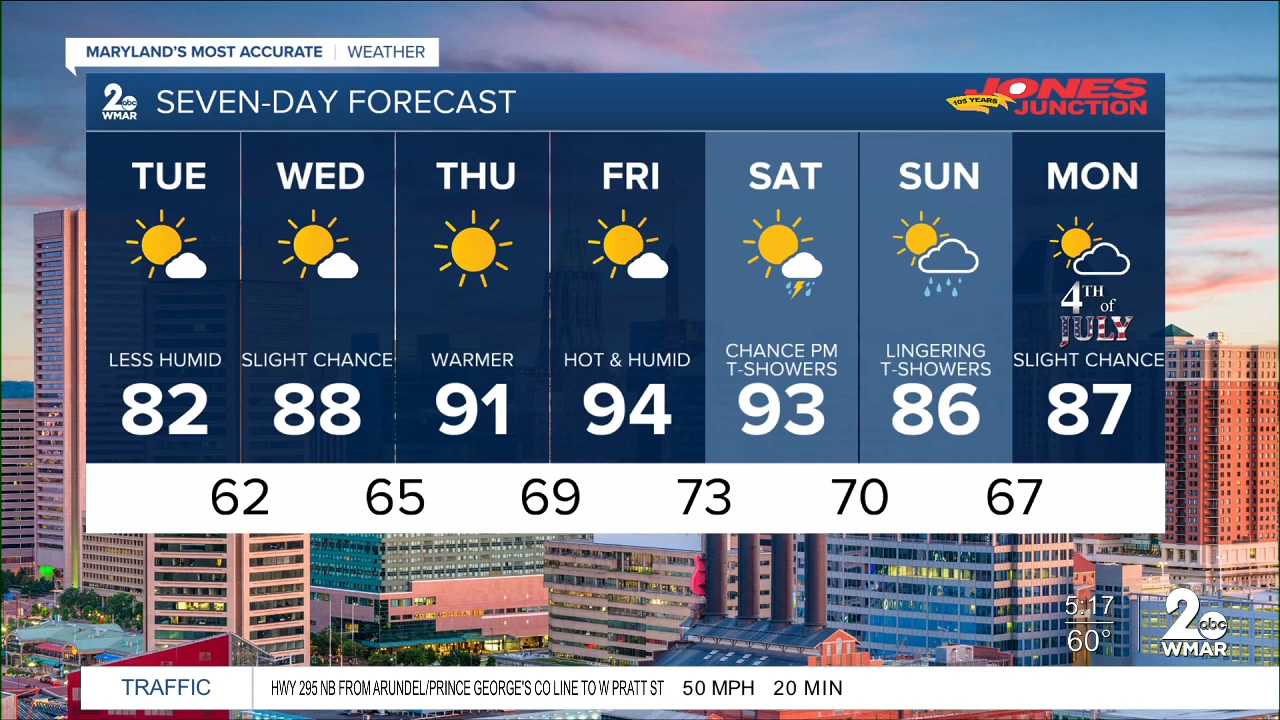 MARYLAND'S MOST ACCURATE | WEATHER
2 abc WMAR
SEVEN-DAY FORECAST
105 YEARS
JONES
JUNCTION
TUE WED THU FRI SAT SUN MON
4TH of
JULY
LESS HUMID SLIGHT CHANCE WARMER HOT & HUMID CHANCE PM T-SHOWERS LINGERING T-SHOWERS SLIGHT CHANCE
82 88 91 94 93 86 87
62 65 69 73 70 67
5:17
60°
2 abc
WMAR
TRAFFIC HWY 295 NB FROM ARUNDEL/PRINCE GEORGE'S CO LINE TO W PRATT ST 50 MPH 20 MIN